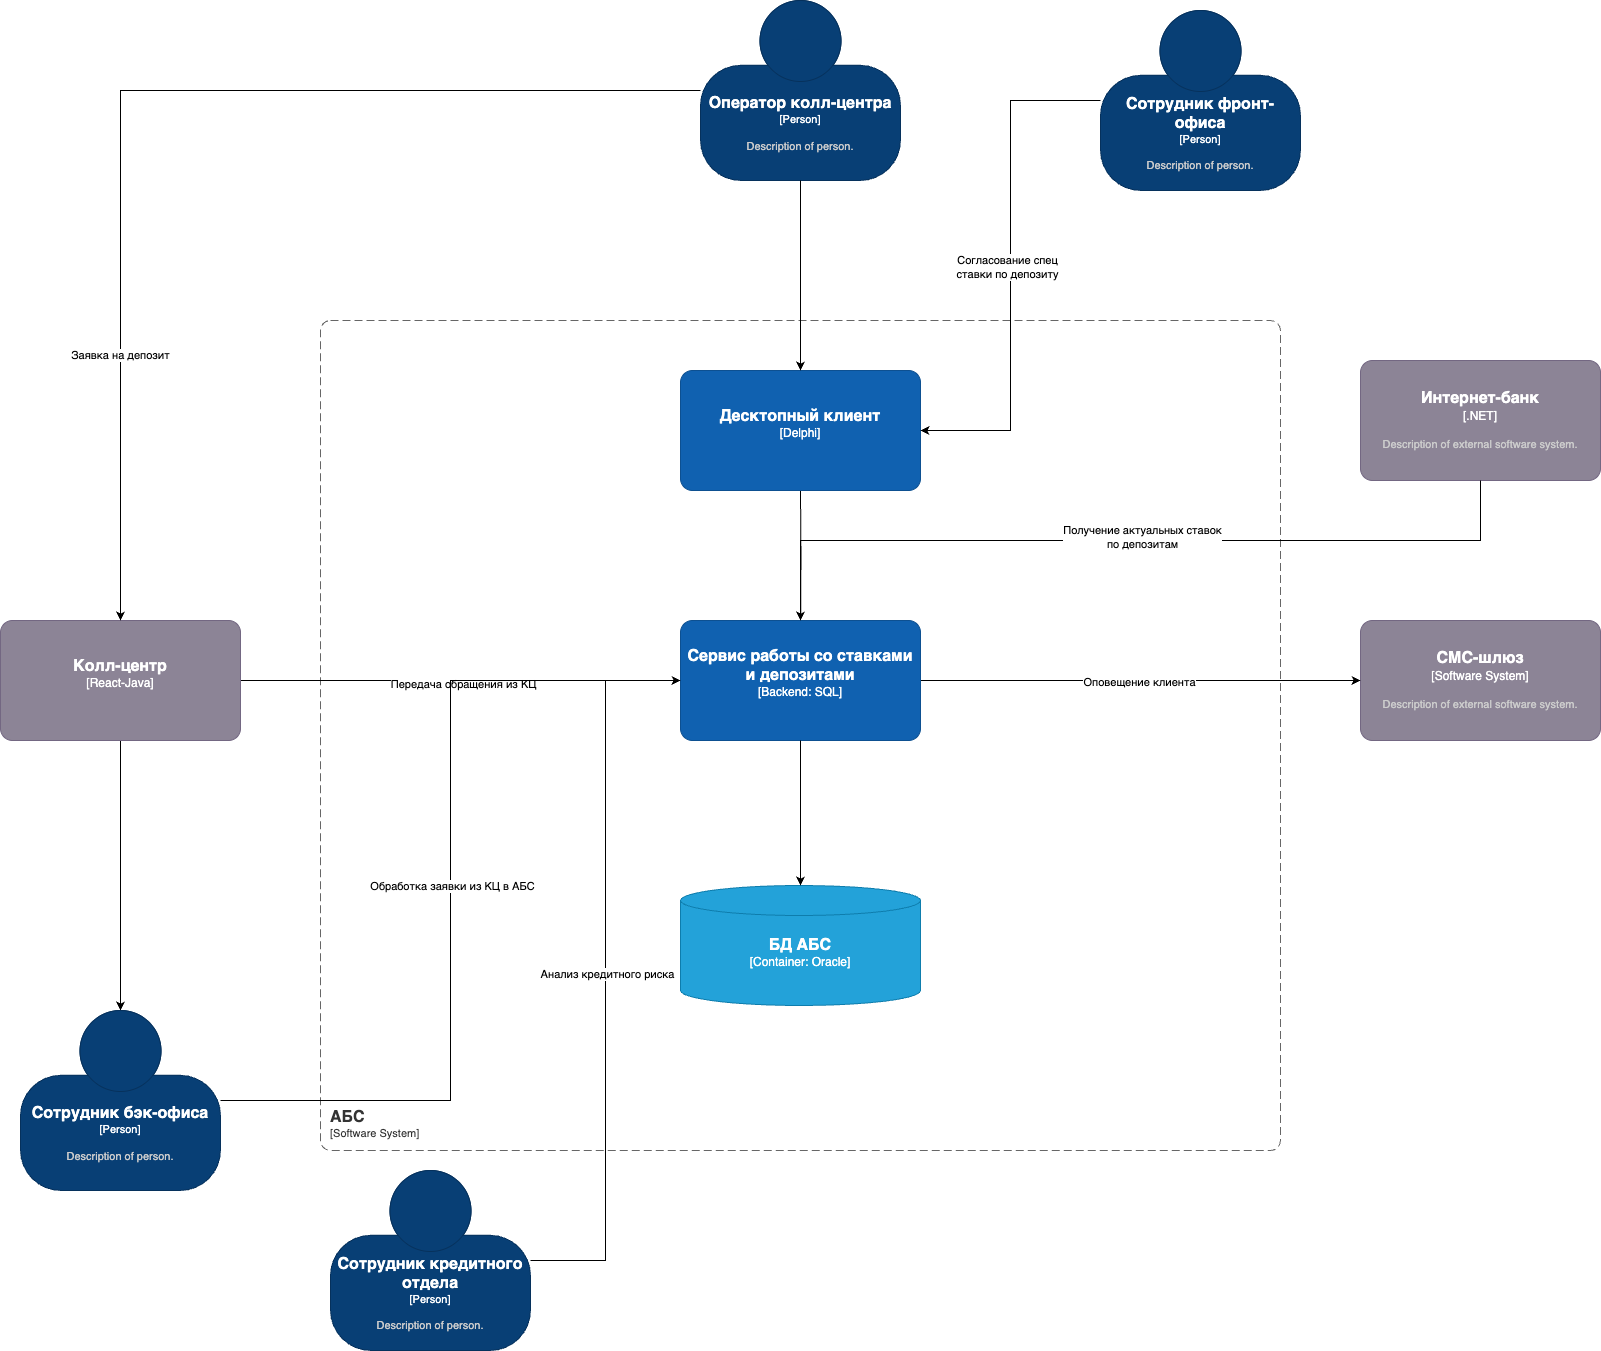 Оператор колл-центра
[Person]
Description of person.
Сотрудник фронт-
офиса
[Person]
Description of person.
Согласование спец
ставки по депозиту
Заявка на депозит
Десктопный клиент
[Delphi]
Интернет-банк
[.NET]
Description of external software system.
Получение актуальных ставок
по депозитам
Колл-центр
[React-Java]
Передача обращения из КЦ
Сервис работы со ставками
и депозитами
[Backend: SQL]
Оповещение клиента
СМС-шлюз
[Software System]
Description of external software system.
Обработка заявки из КЦ в АБС
Анализ кредитного риска
БД АБС
[Container: Oracle]
Сотрудник бэк-офиса
[Person]
Description of person.
АБС
[Software System]
Сотрудник кредитного
отдела
[Person]
Description of person.